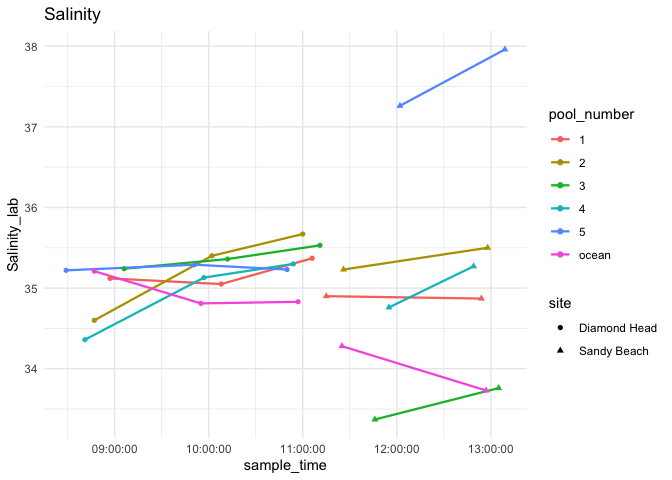 Salinity
38
37
36
35
34
Salinity_lab
09:00:00 10:00:00 11:00:00 12:00:00 13:00:00
sample_time
pool_number
1
2
3
4
5
ocean
site
Diamond Head
Sandy Beach